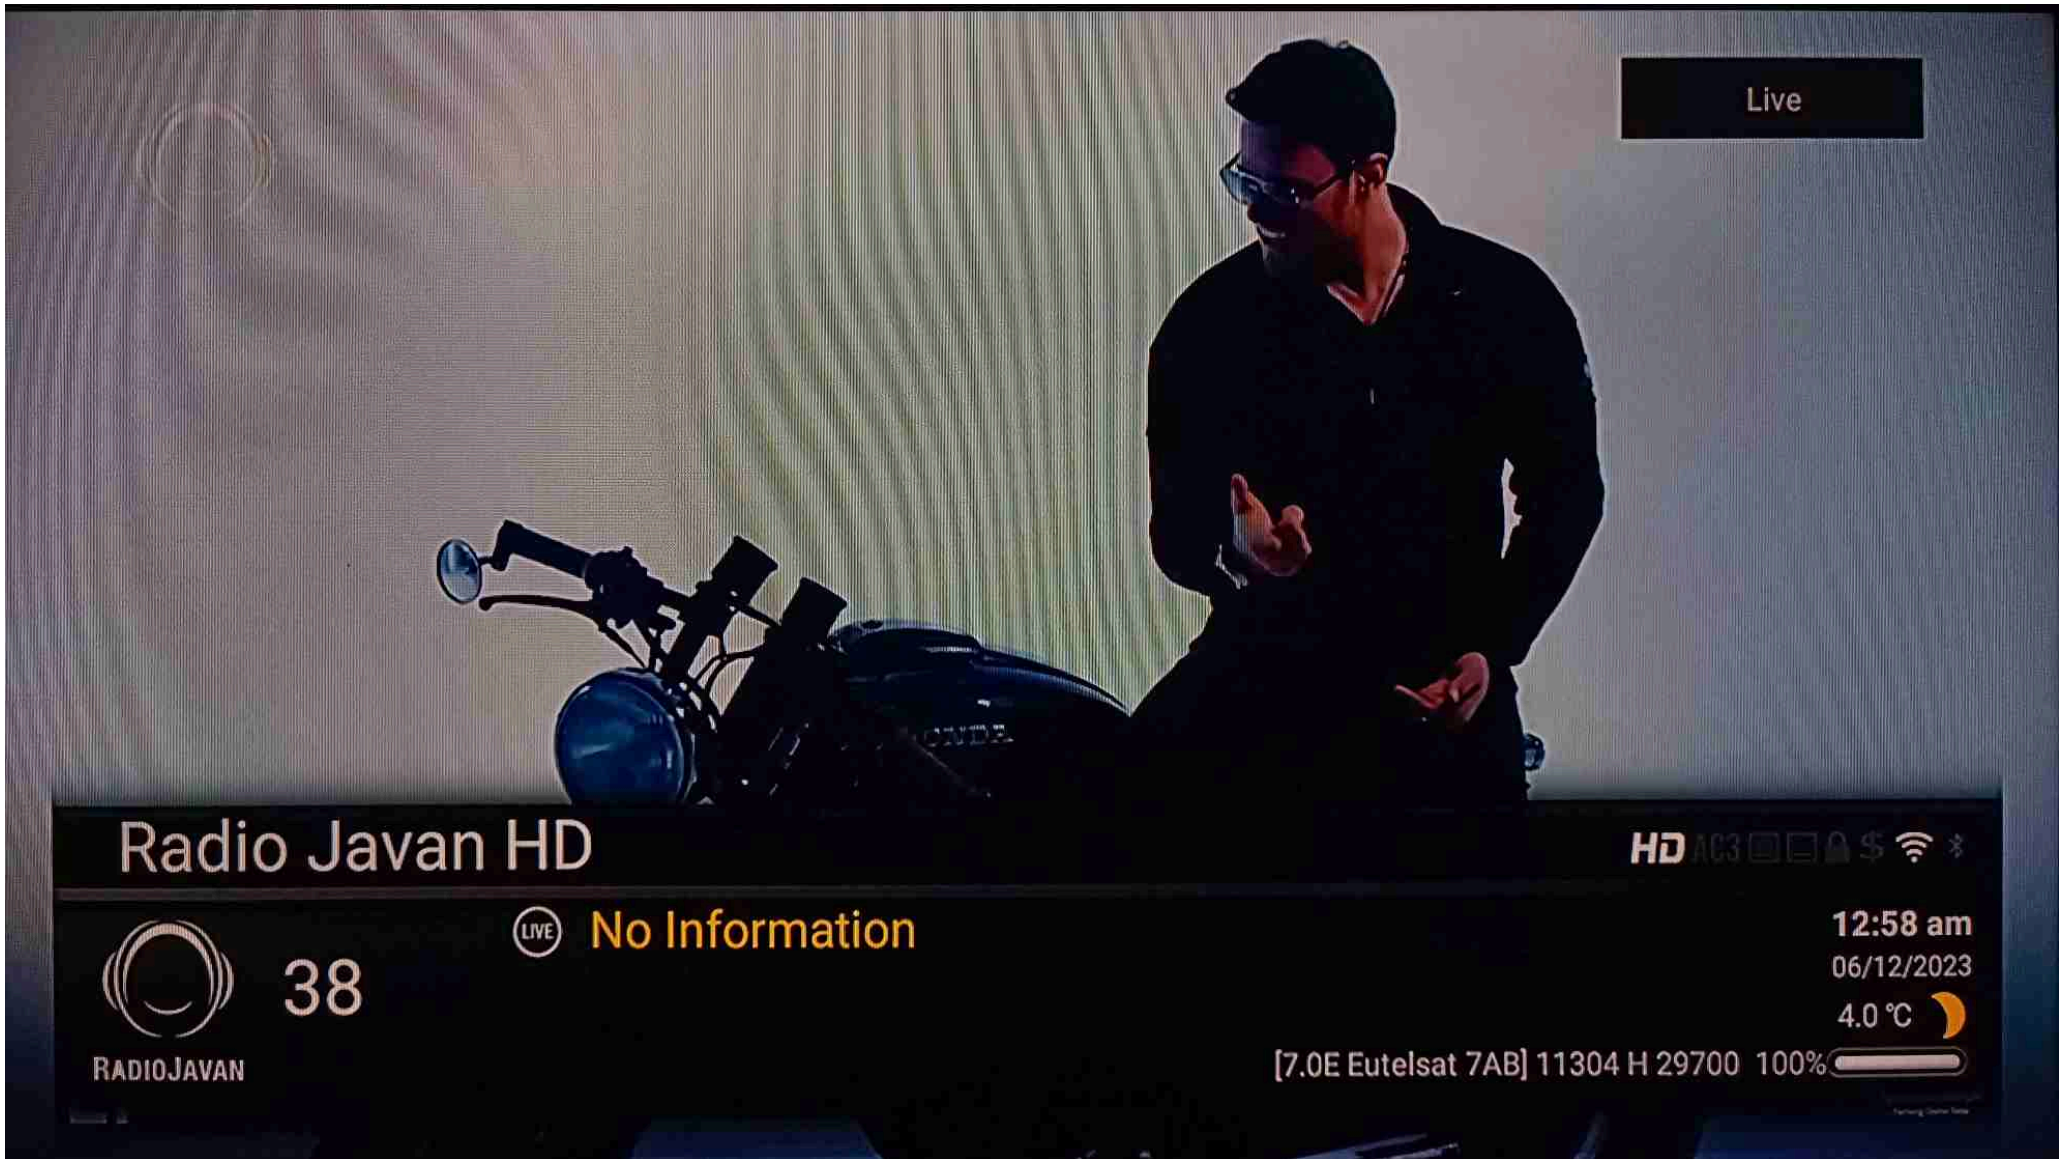 Live
Radio Javan HD
HD AC3 $
LIVE No Information
12:58 am
06/12/2023
38
4.0 °C
RADIOJAVAN
[7.0E Eutelsat 7AB] 11304 H 29700 100%